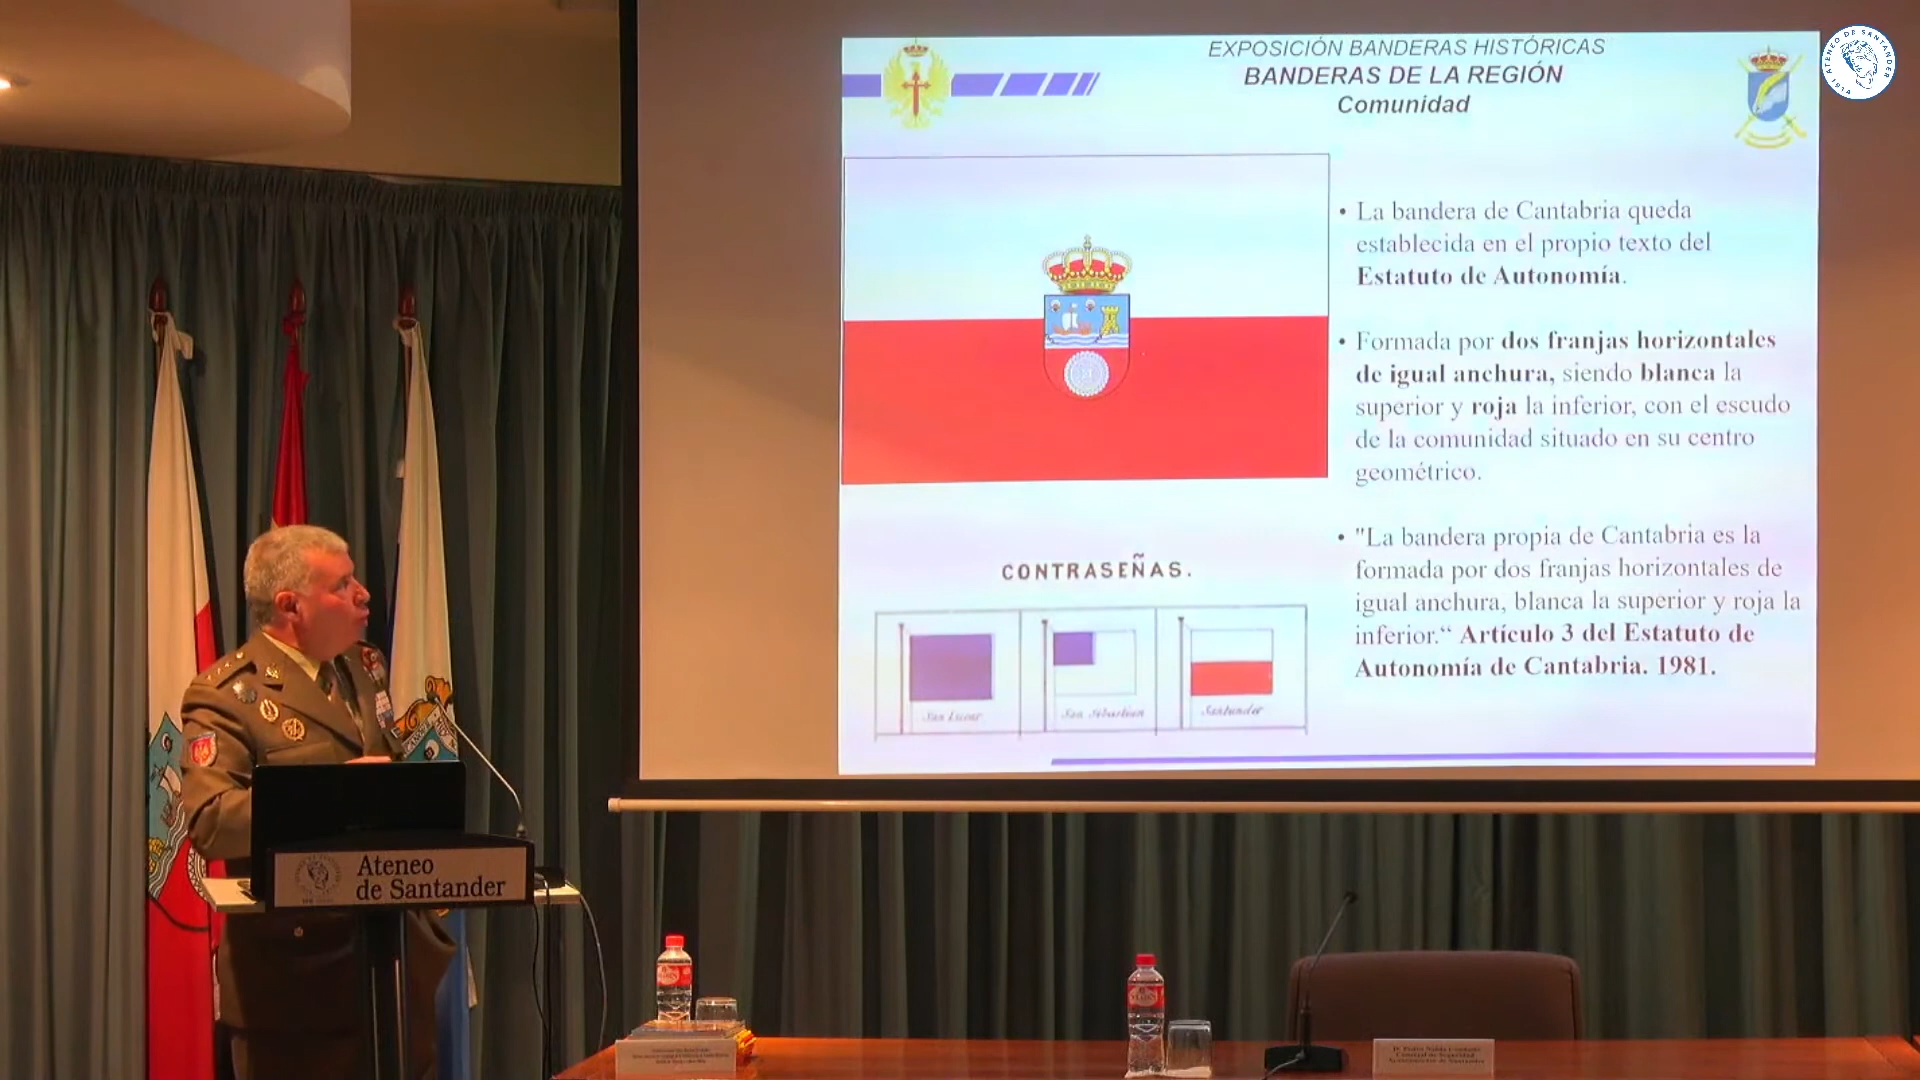 EXPOSICIÓN BANDERAS HISTÓRICAS
BANDERAS DE LA REGIÓN
Comunidad
ATENEO DE SANTANDER
1914
• La bandera de Cantabria queda
establecida en el propio texto del
Estatuto de Autonomía.
• Formada por dos franjas horizontales
de igual anchura, siendo blanca la
superior y roja la inferior, con el escudo
de la comunidad situado en su centro
geométrico.
• "La bandera propia de Cantabria es la
formada por dos franjas horizontales de
igual anchura, blanca la superior y roja la
inferior.“ Artículo 3 del Estatuto de
Autonomía de Cantabria. 1981.
CONTRASEÑAS.
San Lucar
San Sebastian
Santander
Ateneo
de Santander